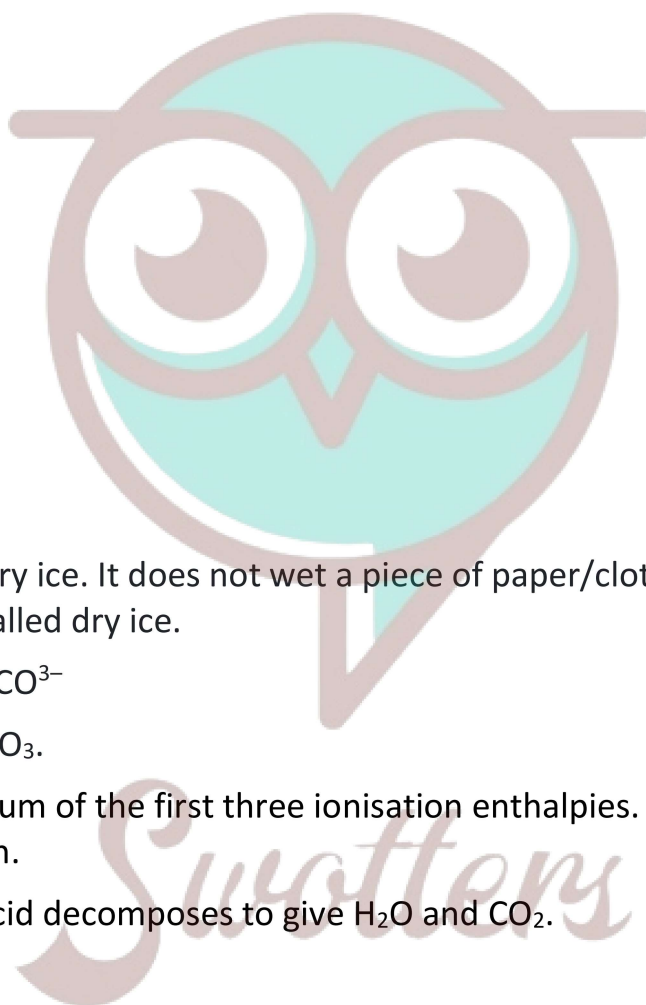 ry ice. It does not wet a piece of paper/clot
alled dry ice.
CO³⁻
O₃.
um of the first three ionisation enthalpies.
n.
cid decomposes to give H₂O and CO₂.
Swotters